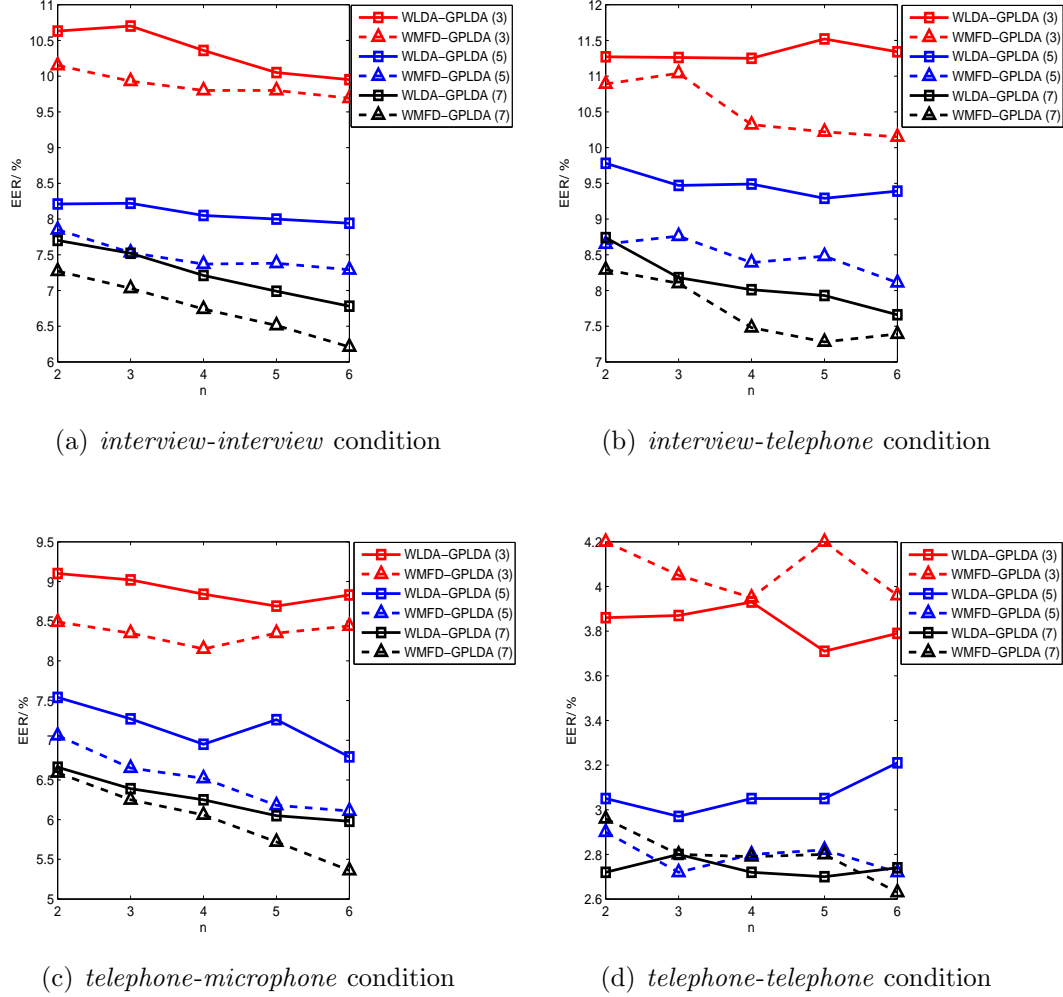 11
10.5
10
9.5
9
8.5
8
7.5
7
6.5
6
EER/ %
2 3 4 5 6
n
WLDA−GPLDA (3)
WMFD−GPLDA (3)
WLDA−GPLDA (5)
WMFD−GPLDA (5)
WLDA−GPLDA (7)
WMFD−GPLDA (7)
(a) interview-interview condition
12
11.5
11
10.5
10
9.5
9
8.5
8
7.5
7
EER/ %
2 3 4 5 6
n
WLDA−GPLDA (3)
WMFD−GPLDA (3)
WLDA−GPLDA (5)
WMFD−GPLDA (5)
WLDA−GPLDA (7)
WMFD−GPLDA (7)
(b) interview-telephone condition
9.5
9
8.5
8
7.5
7
6.5
6
5.5
5
EER/ %
2 3 4 5 6
n
WLDA−GPLDA (3)
WMFD−GPLDA (3)
WLDA−GPLDA (5)
WMFD−GPLDA (5)
WLDA−GPLDA (7)
WMFD−GPLDA (7)
(c) telephone-microphone condition
4.2
4
3.8
3.6
3.4
3.2
3
2.8
2.6
EER/ %
2 3 4 5 6
n
WLDA−GPLDA (3)
WMFD−GPLDA (3)
WLDA−GPLDA (5)
WMFD−GPLDA (5)
WLDA−GPLDA (7)
WMFD−GPLDA (7)
(d) telephone-telephone condition